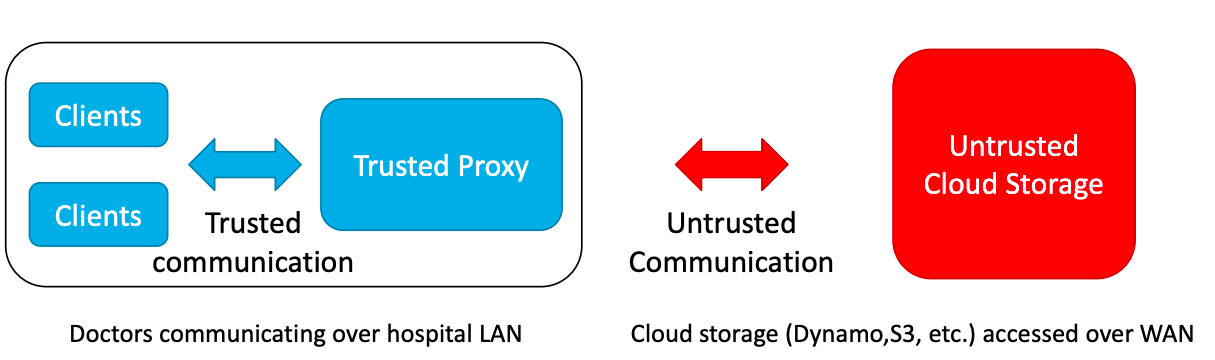 Clients
Clients
Trusted
communication
Trusted Proxy
Untrusted
Communication
Untrusted
Cloud Storage
Doctors communicating over hospital LAN
Cloud storage (Dynamo,S3, etc.) accessed over WAN